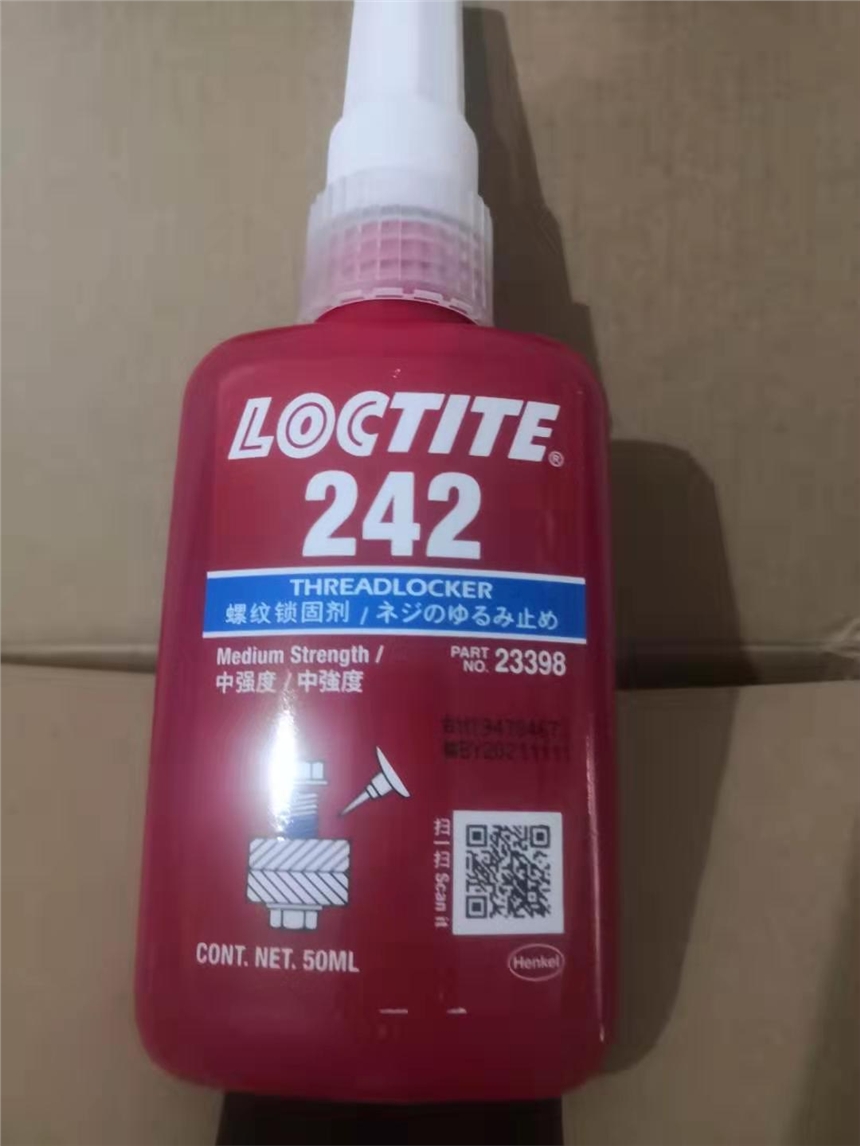 LOCTITE®
242
THREADLOCKER
螺纹锁固剂 / ネジのゆるみ止め
Medium Strength /
中强度 / 中強度
PART
NO. 23398
扫一扫 Scan it
CONT. NET. 50ML
Henkel